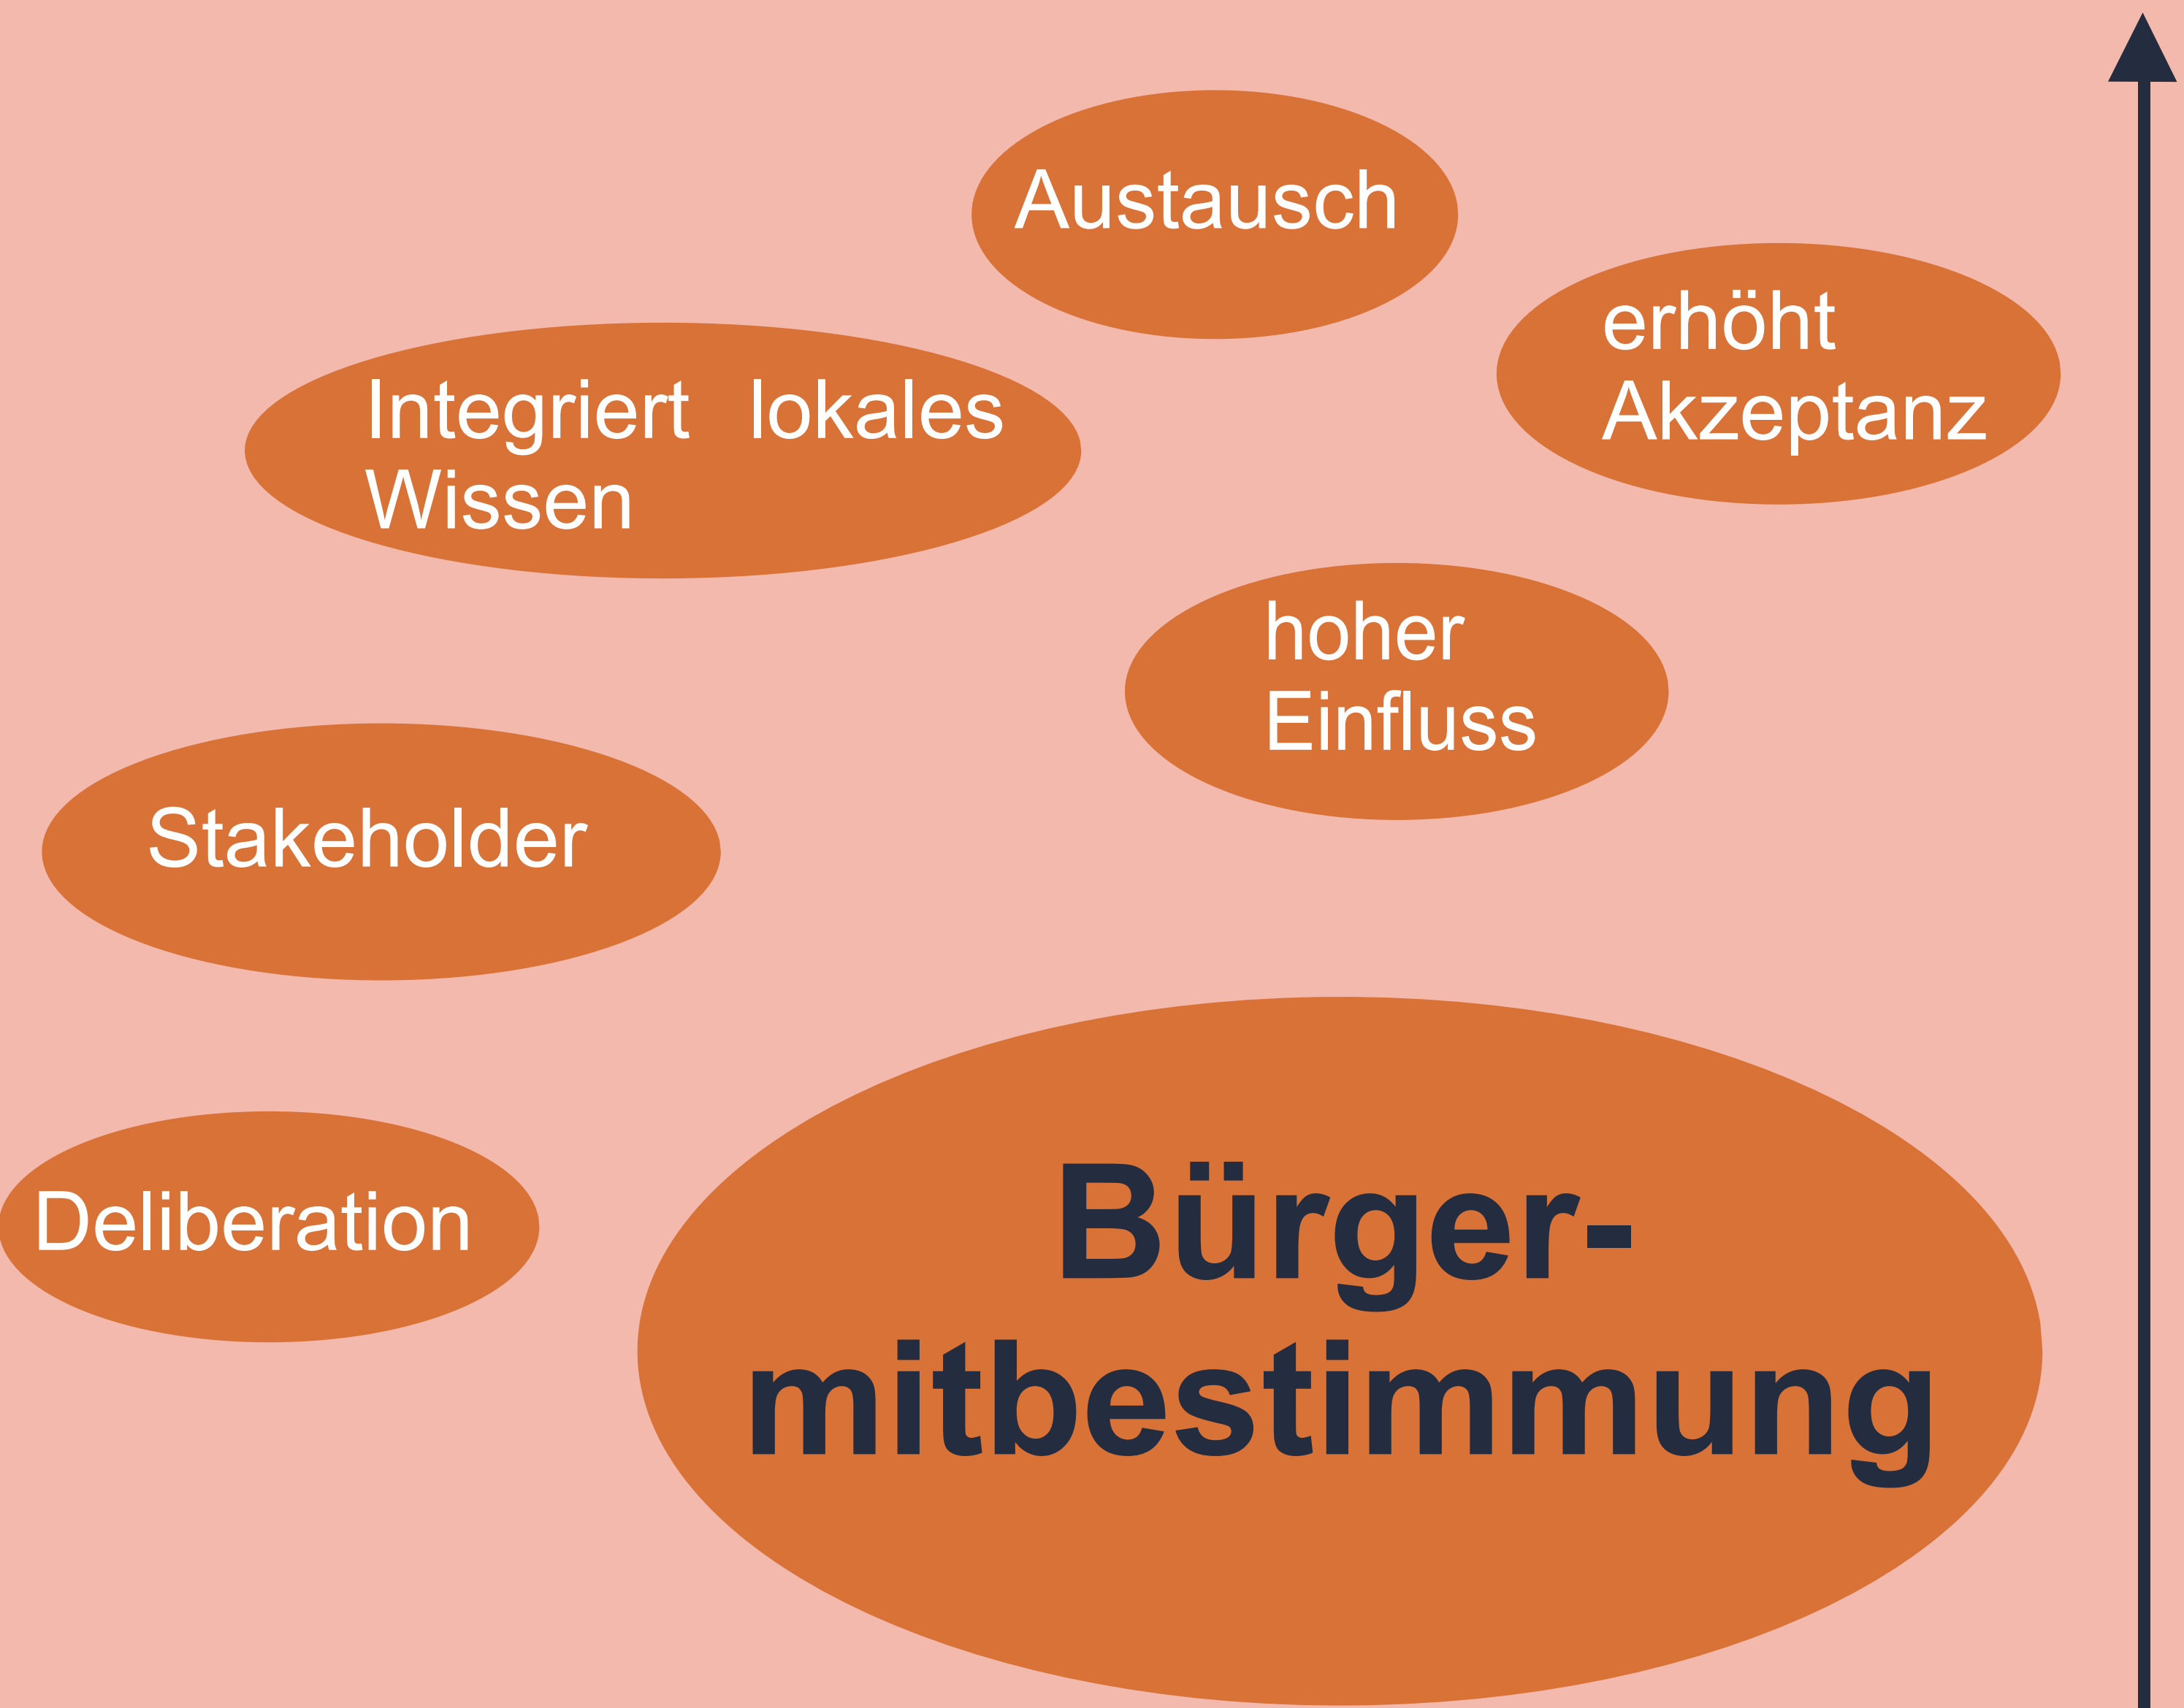 Austausch
erhöht
Akzeptanz
Integriert lokales
Wissen
hoher
Einfluss
Stakeholder
Deliberation
Bürger-
mitbestimmung